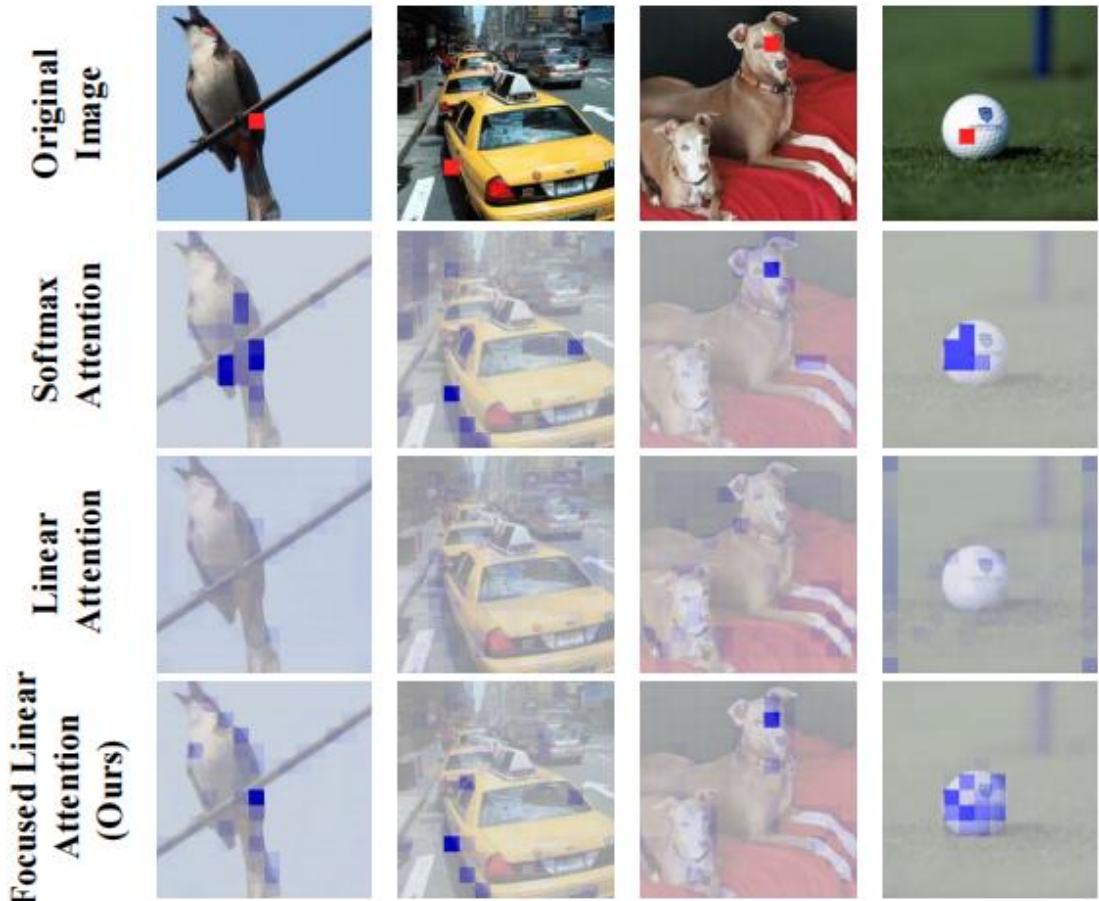 Original
Image
Softmax
Attention
Linear
Attention
Focused Linear
Attention
(Ours)